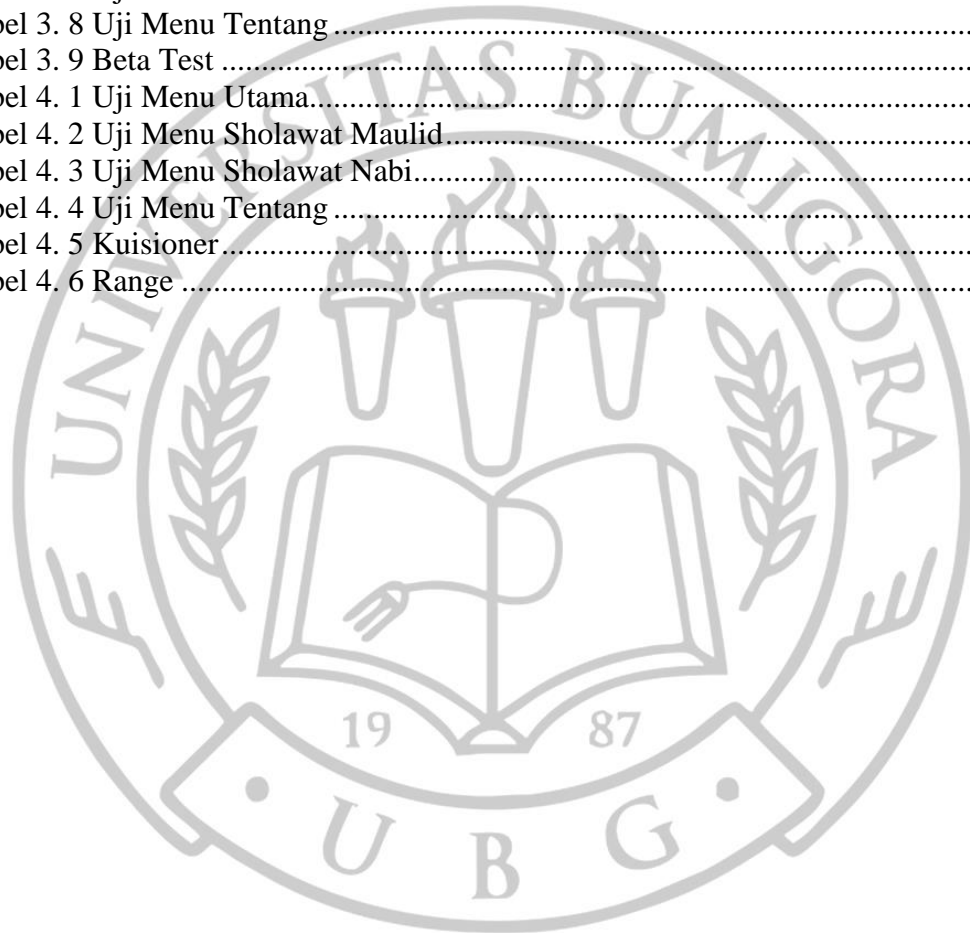 bel 3. 8 Uji Menu Tentang ........................................................................
bel 3. 9 Beta Test ........................................................................................
bel 4. 1 Uji Menu Utama............................................................................
bel 4. 2 Uji Menu Sholawat Maulid...........................................................
bel 4. 3 Uji Menu Sholawat Nabi...............................................................
bel 4. 4 Uji Menu Tentang ........................................................................
bel 4. 5 Kuisioner........................................................................................
bel 4. 6 Range .............................................................................................
UNIVERSITAS BUMIGORA
19 87
U B G